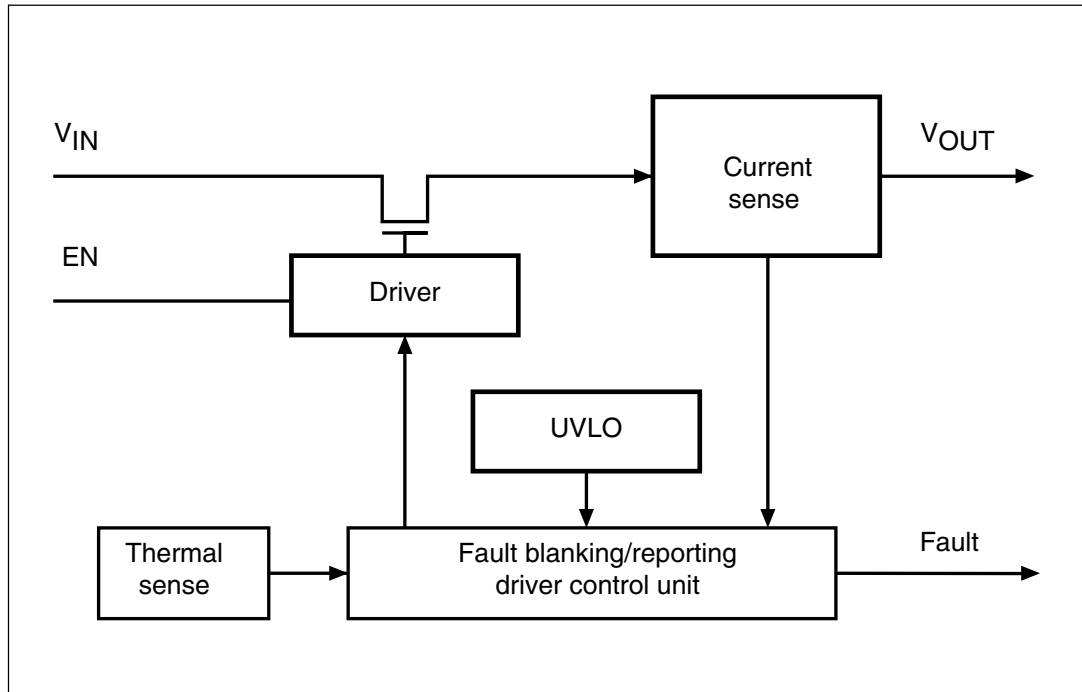 VIN
VOUT
Current
sense
EN
Driver
UVLO
Thermal
sense
Fault blanking/reporting
driver control unit
Fault